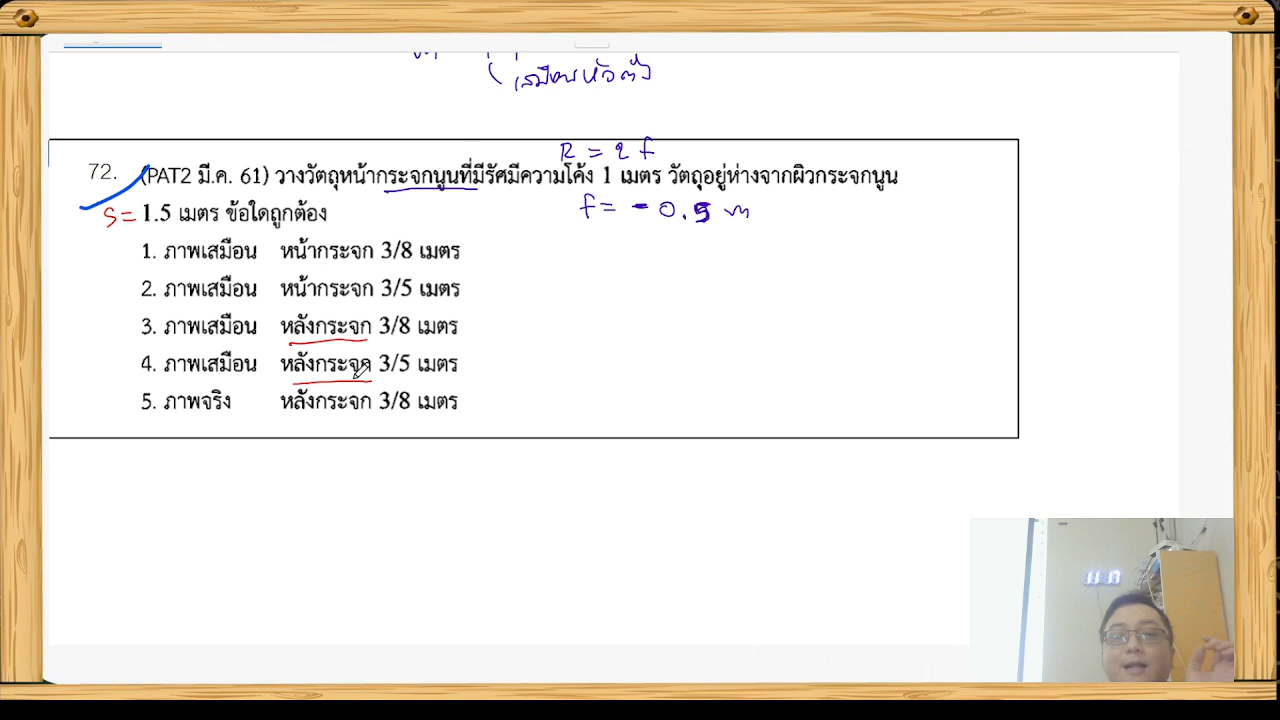 (เสมือนหัวตั้ง
R = 2 f
72. (PAT2 มี.ค. 61) วางวัตถุหน้ากระจกนูนที่มีรัศมีความโค้ง 1 เมตร วัตถุอยู่ห่างจากผิวกระจกนูน
S = 1.5 เมตร ข้อใดถูกต้อง f = - 0.5 m
1. ภาพเสมือน หน้ากระจก 3/8 เมตร
2. ภาพเสมือน หน้ากระจก 3/5 เมตร
3. ภาพเสมือน หลังกระจก 3/8 เมตร
4. ภาพเสมือน หลังกระจก 3/5 เมตร
5. ภาพจริง หลังกระจก 3/8 เมตร